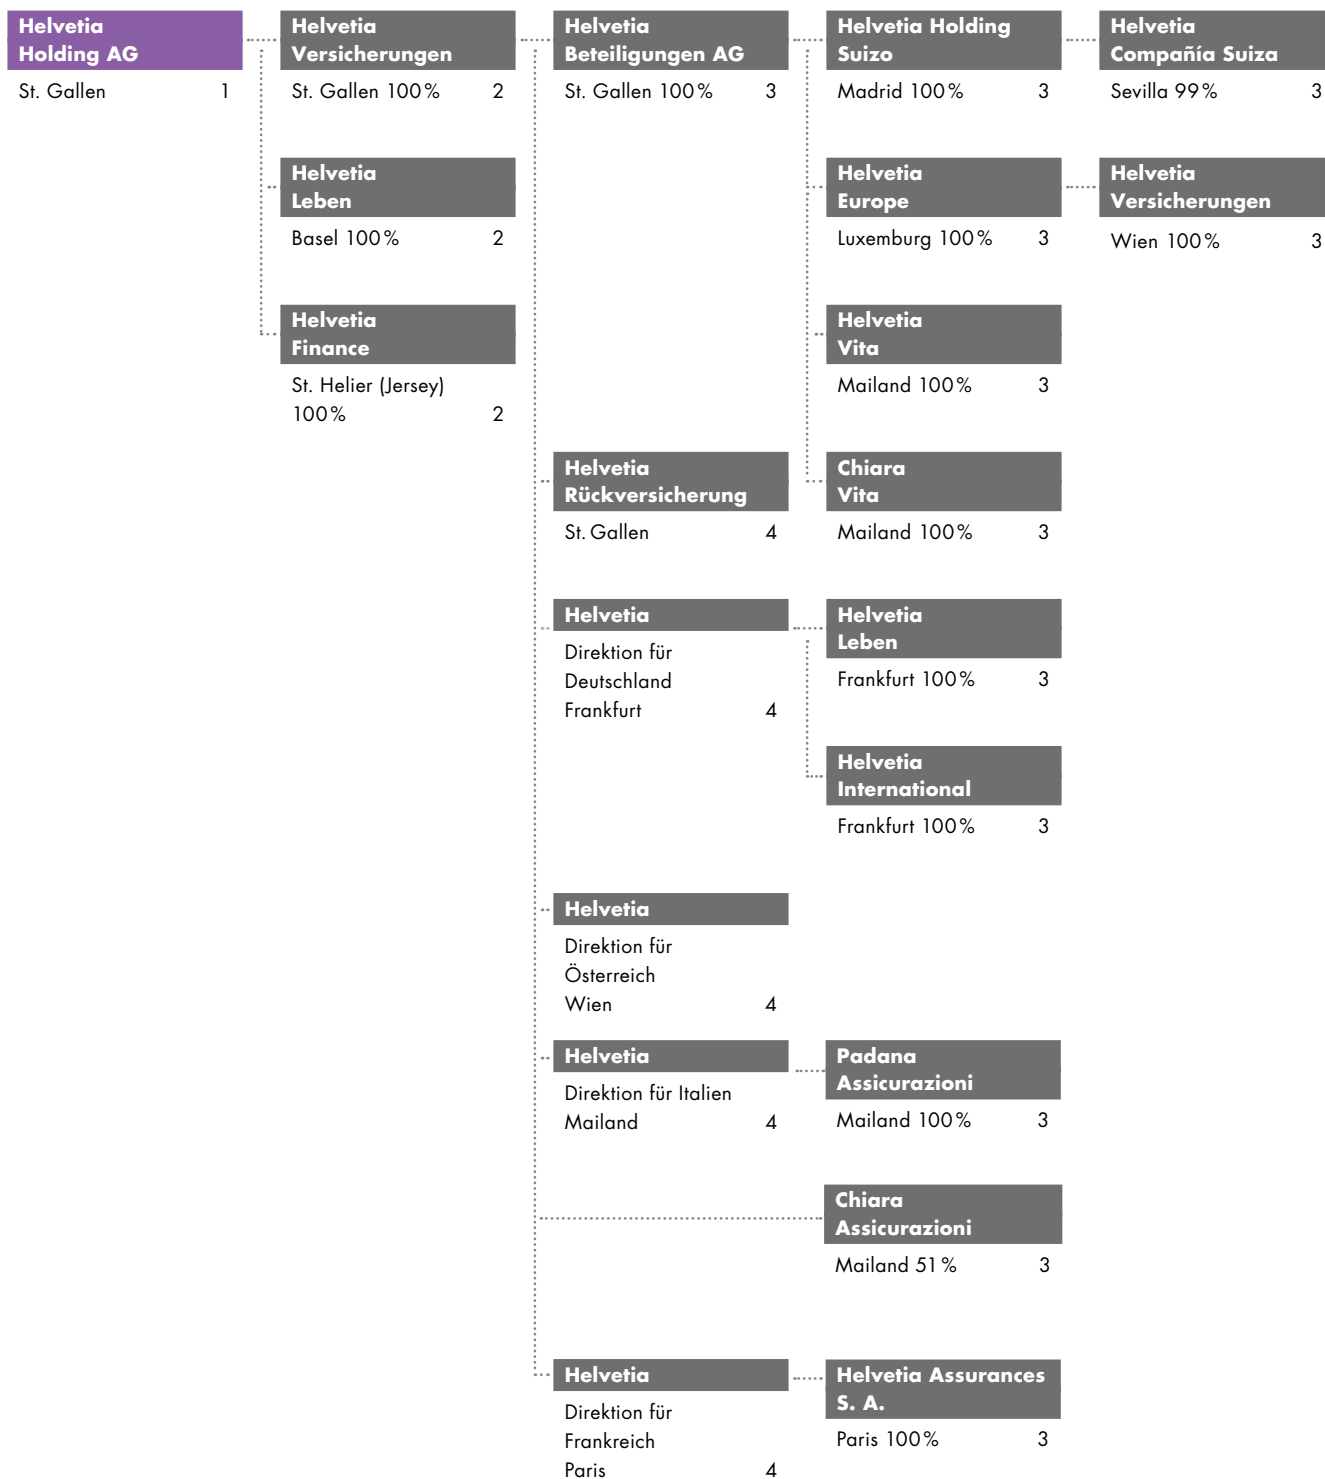 Helvetia
Holding AG
St. Gallen 1
Helvetia
Versicherungen
St. Gallen 100% 2
Helvetia
Beteiligungen AG
St. Gallen 100% 3
Helvetia Holding
Suizo
Madrid 100% 3
Helvetia
Compañía Suiza
Sevilla 99% 3
Helvetia
Leben
Basel 100% 2
Helvetia
Europe
Luxemburg 100% 3
Helvetia
Versicherungen
Wien 100% 3
Helvetia
Finance
St. Helier (Jersey)
100% 2
Helvetia
Vita
Mailand 100% 3
Helvetia
Rückversicherung
St. Gallen 4
Chiara
Vita
Mailand 100% 3
Helvetia
Direktion für
Deutschland
Frankfurt 4
Helvetia
Leben
Frankfurt 100% 3
Helvetia
International
Frankfurt 100% 3
Helvetia
Direktion für
Österreich
Wien 4
Helvetia
Direktion für Italien
Mailand 4
Padana
Assicurazioni
Mailand 100% 3
Chiara
Assicurazioni
Mailand 51% 3
Helvetia
Direktion für
Frankreich
Paris 4
Helvetia Assurances
S. A.
Paris 100% 3